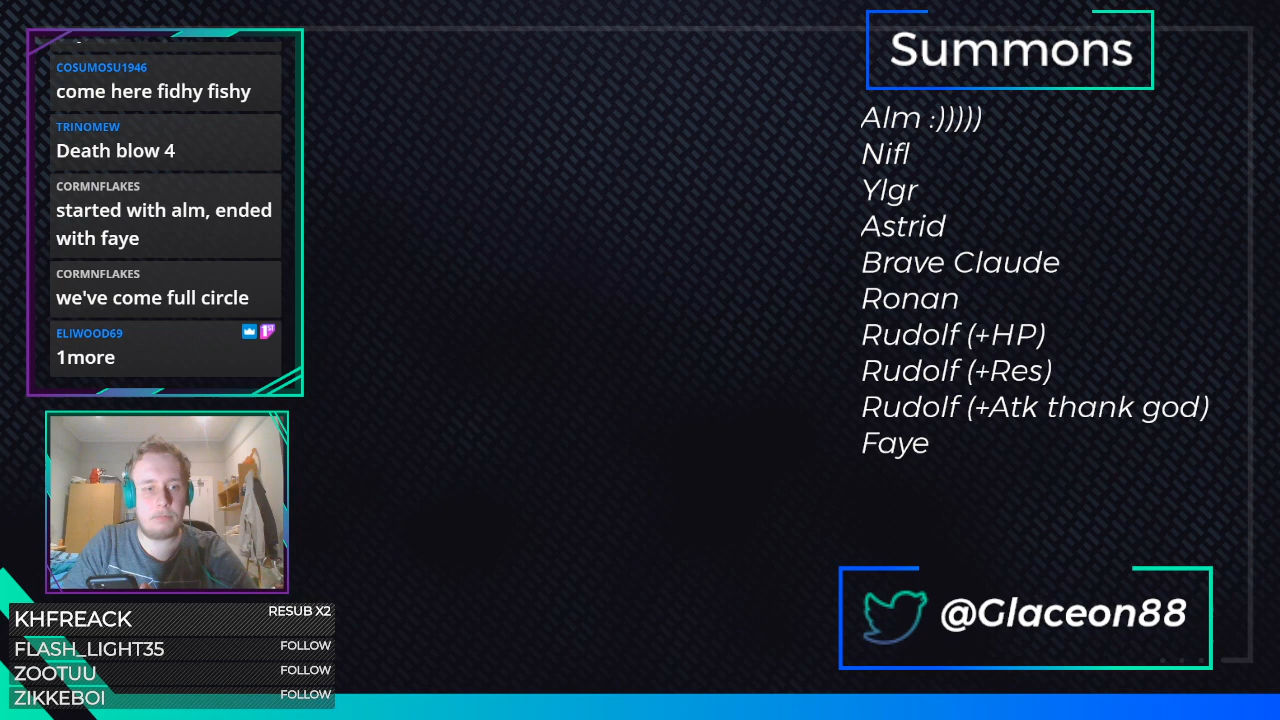 COSUMOSU1946
come here fidhy fishy
TRINOMEW
Death blow 4
CORMNFLAKES
started with alm, ended
with faye
CORMNFLAKES
we've come full circle
ELIWOOD69
1more
KHFREACK RESUB X2
FLASH_LIGHT35 FOLLOW
ZOOTUU FOLLOW
ZIKKEBOI FOLLOW
Summons
Alm :)))))
Nifl
Ylgr
Astrid
Brave Claude
Ronan
Rudolf (+HP)
Rudolf (+Res)
Rudolf (+Atk thank god)
Faye
@Glaceon88